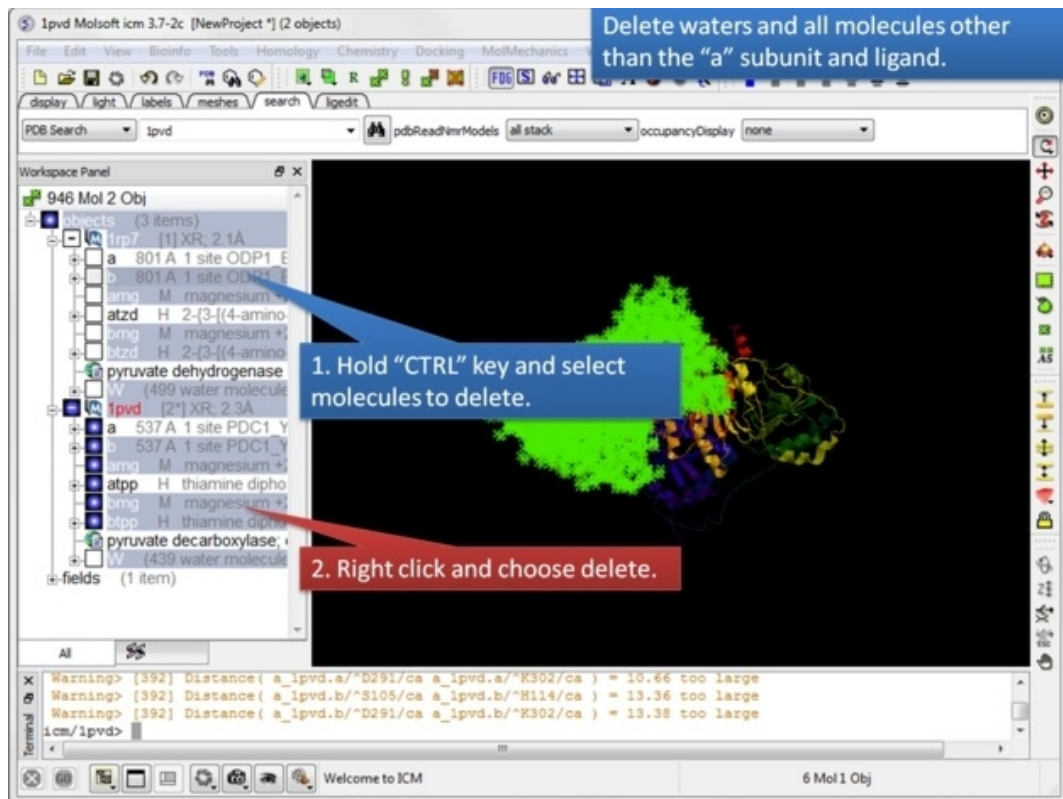 1pvd Molsoft icm 3.7-2c [NewProject *] (2 objects)
Delete waters and all molecules other
than the “a” subunit and ligand.
File Edit View Bioinfo Tools Homology Chemistry Docking MolMechanics
display light labels meshes search ligedit
PDB Search 1pvd pdbReadNmrModels all stack occupancyDisplay none
Workspace Panel
946 Mol 2 Obj
objects (3 items)
1rp7 [1] XR; 2.1Å
a 801 A 1 site ODP1_E
b 801 A 1 site ODP1_E
amg M magnesium +2
atzd H 2-{3-[(4-amino-
bmg M magnesium +2
btzd H 2-{3-[(4-amino-
pyruvate dehydrogenase
W (499 water molecule
1pvd [2*] XR; 2.3Å
a 537 A 1 site PDC1_Y
b 537 A 1 site PDC1_Y
amg M magnesium +2
atpp H thiamine dipho
bmg M magnesium +2
btpp H thiamine dipho
pyruvate decarboxylase;
W (439 water molecule
fields (1 item)
1. Hold “CTRL” key and select
molecules to delete.
2. Right click and choose delete.
All
Warning> [392] Distance( a_1pvd.a/^D291/ca a_1pvd.a/^K302/ca ) = 10.66 too large
Warning> [392] Distance( a_1pvd.b/^S105/ca a_1pvd.b/^H114/ca ) = 13.36 too large
Warning> [392] Distance( a_1pvd.b/^D291/ca a_1pvd.b/^K302/ca ) = 13.38 too large
icm/1pvd>
Terminal
Welcome to ICM
6 Mol 1 Obj